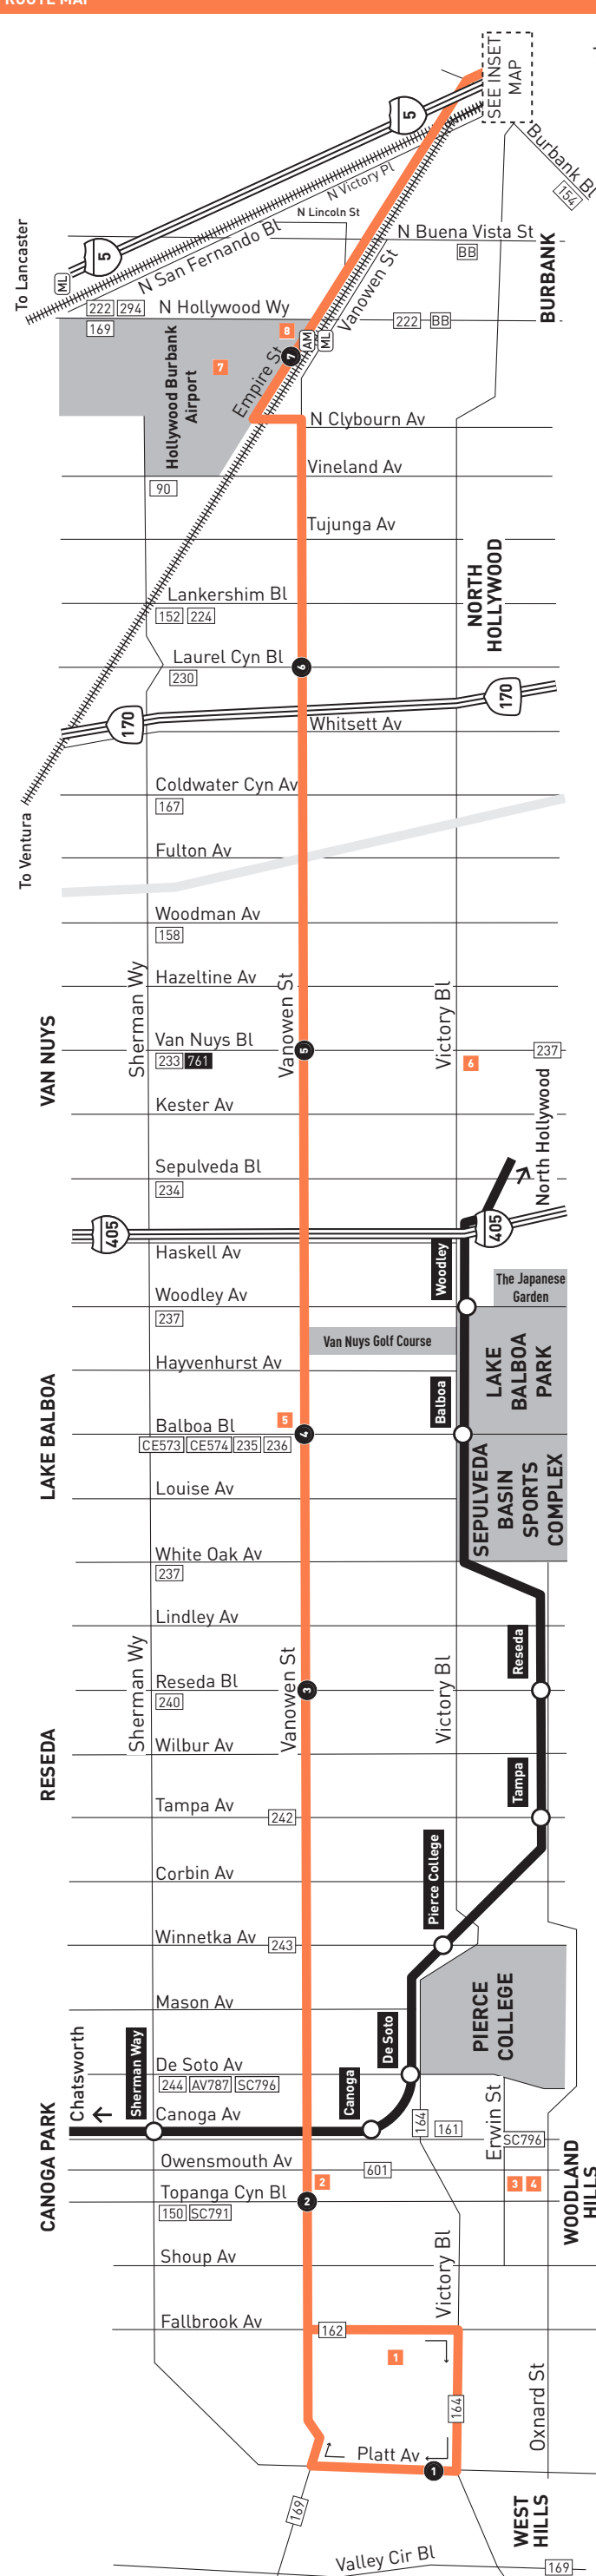 ROUTE MAP
SEE INSET
MAP
5
Burbank Bl
154
N Victory Pl
N Lincoln St
To Lancaster
5
ML
N San Fernando Bl
N Buena Vista St
BB
BURBANK
Vanowen St
222
294
N Hollywood Wy
169
8
AM
ML
222
BB
7
7
Empire St
Hollywood Burbank
Airport
N Clybourn Av
Vineland Av
90
Tujunga Av
NORTH
HOLLYWOOD
Lankershim Bl
152
224
Laurel Cyn Bl
230
6
170
170
Whitsett Av
Coldwater Cyn Av
167
To Ventura
Fulton Av
Woodman Av
158
Hazeltine Av
Sherman Wy
Vanowen St
Victory Bl
VAN NUYS
Van Nuys Bl
233
761
5
6
237
Kester Av
North Hollywood
Sepulveda Bl
234
405
405
Haskell Av
Woodley
The Japanese
Garden
Woodley Av
237
Van Nuys Golf Course
Hayvenhurst Av
LAKE
BALBOA
PARK
LAKE BALBOA
Balboa
5
Balboa Bl
4
CE573
CE574
235
236
Louise Av
SEPULVEDA
BASIN
SPORTS
COMPLEX
White Oak Av
237
Lindley Av
Sherman Wy
Vanowen St
Victory Bl
Reseda
Reseda Bl
240
3
RESEDA
Wilbur Av
Tampa
Tampa Av
242
Corbin Av
Pierce College
Winnetka Av
243
Mason Av
PIERCE
COLLEGE
De Soto
Chatsworth
Sherman Way
De Soto Av
244
AV787
SC796
Canoga
Canoga Av
164
161
Erwin St
SC796
CANOGA PARK
Owensmouth Av
601
WOODLAND
HILLS
2
3
4
Topanga Cyn Bl
2
150
SC791
Shoup Av
Victory Bl
Fallbrook Av
162
1
164
Oxnard St
Platt Av
1
169
WEST
HILLS
Valley Cir Bl
169